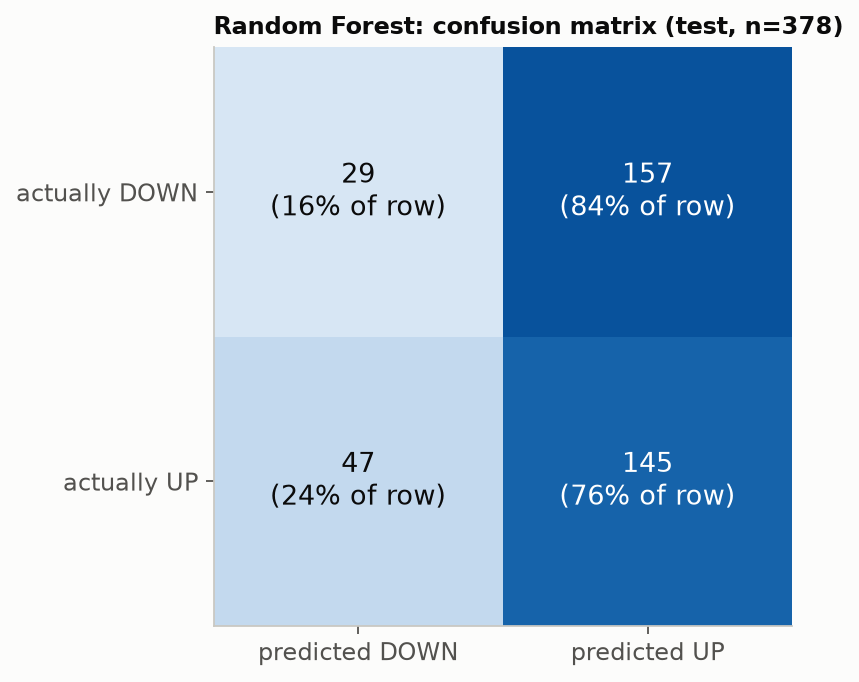 Random Forest: confusion matrix (test, n=378)
actually DOWN
29
(16% of row)
157
(84% of row)
actually UP
47
(24% of row)
145
(76% of row)
predicted DOWN
predicted UP